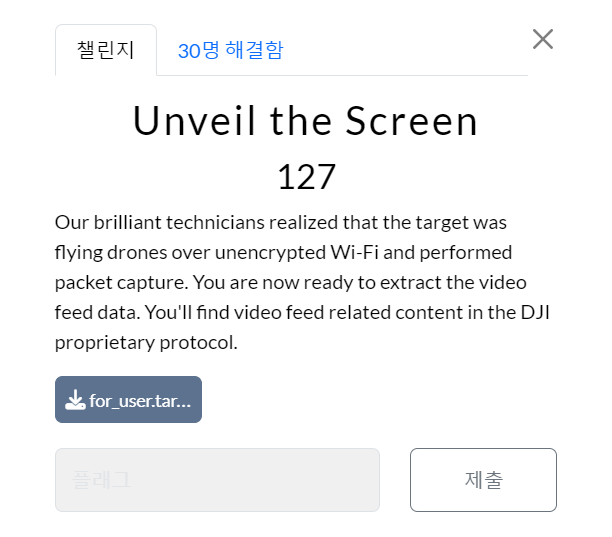 챌린지
30명 해결함
Unveil the Screen
127
Our brilliant technicians realized that the target was
flying drones over unencrypted Wi-Fi and performed
packet capture. You are now ready to extract the video
feed data. You'll find video feed related content in the DJI
proprietary protocol.
for_user.tar...
플래그
제출